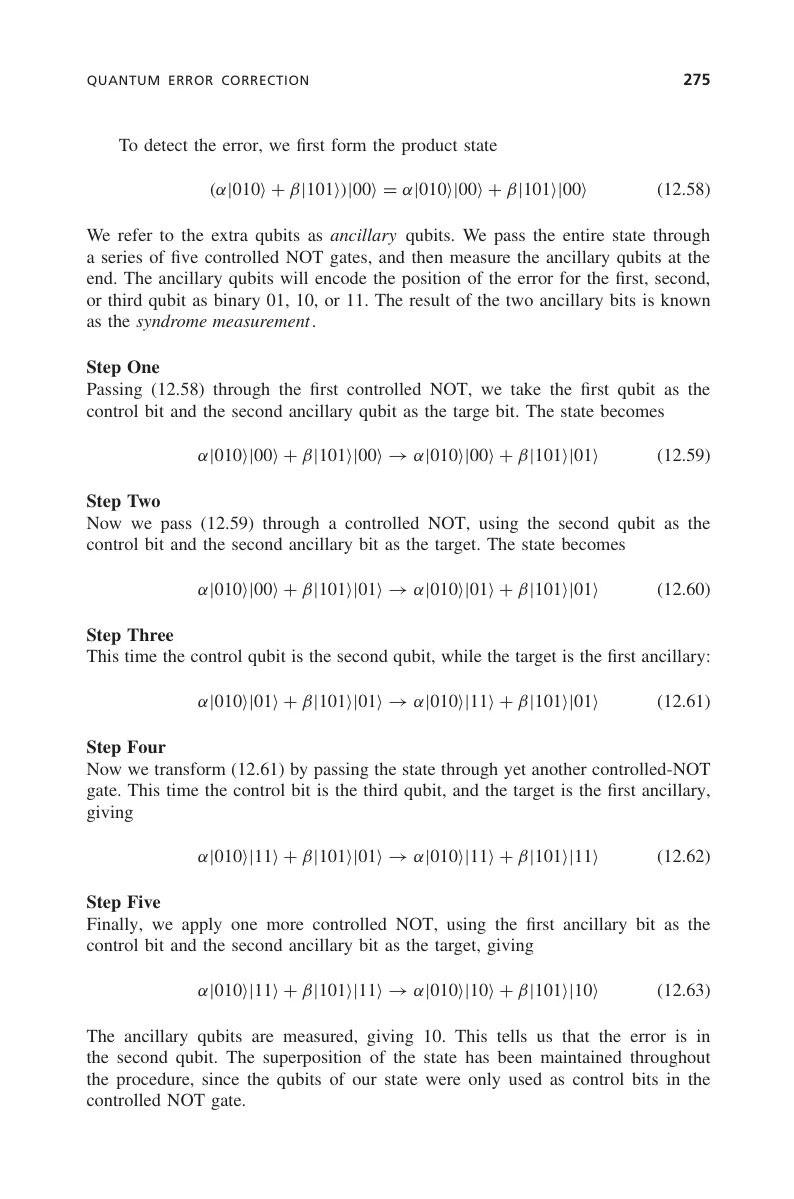 QUANTUM ERROR CORRECTION 275
To detect the error, we first form the product state
(α|010⟩ + β|101⟩)|00⟩ = α|010⟩|00⟩ + β|101⟩|00⟩ (12.58)
We refer to the extra qubits as ancillary qubits. We pass the entire state through
a series of five controlled NOT gates, and then measure the ancillary qubits at the
end. The ancillary qubits will encode the position of the error for the first, second,
or third qubit as binary 01, 10, or 11. The result of the two ancillary bits is known
as the syndrome measurement.
Step One
Passing (12.58) through the first controlled NOT, we take the first qubit as the
control bit and the second ancillary qubit as the targe bit. The state becomes
α|010⟩|00⟩ + β|101⟩|00⟩ → α|010⟩|00⟩ + β|101⟩|01⟩ (12.59)
Step Two
Now we pass (12.59) through a controlled NOT, using the second qubit as the
control bit and the second ancillary bit as the target. The state becomes
α|010⟩|00⟩ + β|101⟩|01⟩ → α|010⟩|01⟩ + β|101⟩|01⟩ (12.60)
Step Three
This time the control qubit is the second qubit, while the target is the first ancillary:
α|010⟩|01⟩ + β|101⟩|01⟩ → α|010⟩|11⟩ + β|101⟩|01⟩ (12.61)
Step Four
Now we transform (12.61) by passing the state through yet another controlled-NOT
gate. This time the control bit is the third qubit, and the target is the first ancillary,
giving
α|010⟩|11⟩ + β|101⟩|01⟩ → α|010⟩|11⟩ + β|101⟩|11⟩ (12.62)
Step Five
Finally, we apply one more controlled NOT, using the first ancillary bit as the
control bit and the second ancillary bit as the target, giving
α|010⟩|11⟩ + β|101⟩|11⟩ → α|010⟩|10⟩ + β|101⟩|10⟩ (12.63)
The ancillary qubits are measured, giving 10. This tells us that the error is in
the second qubit. The superposition of the state has been maintained throughout
the procedure, since the qubits of our state were only used as control bits in the
controlled NOT gate.